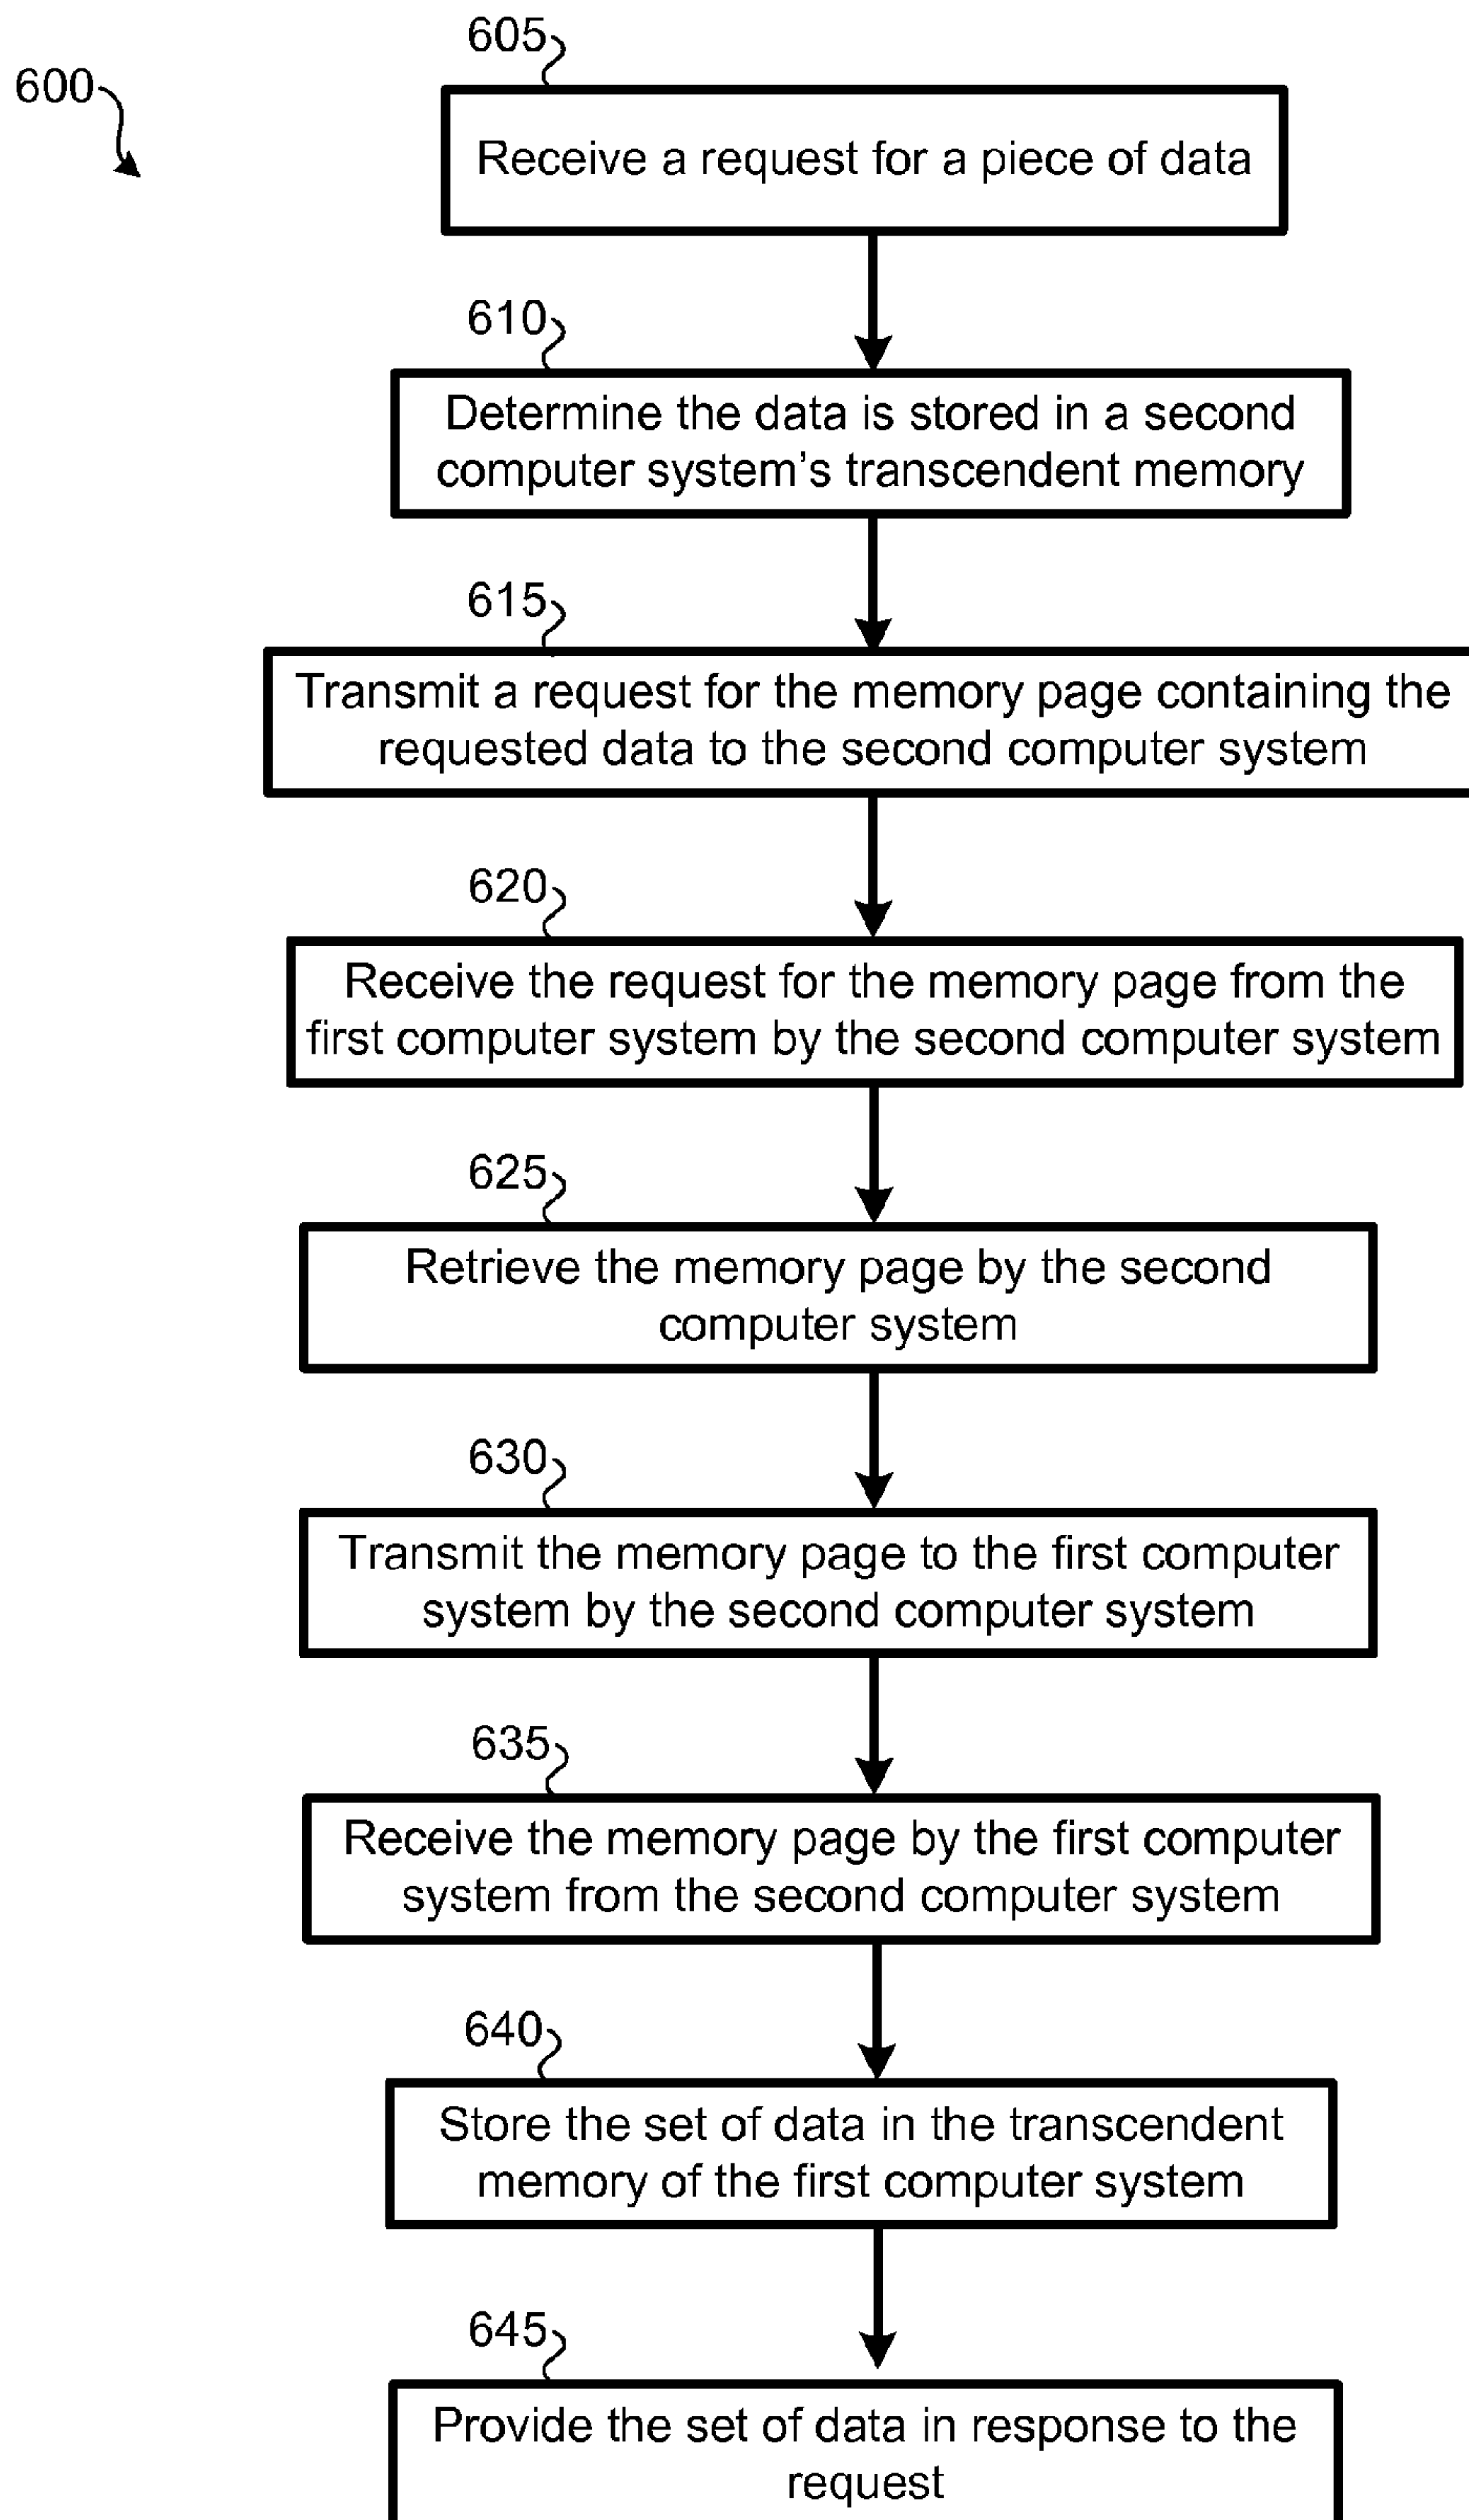 605
600
Receive a request for a piece of data
610
Determine the data is stored in a second
computer system's transcendent memory
615
Transmit a request for the memory page containing the
requested data to the second computer system
620
Receive the request for the memory page from the
first computer system by the second computer system
625
Retrieve the memory page by the second
computer system
630
Transmit the memory page to the first computer
system by the second computer system
635
Receive the memory page by the first computer
system from the second computer system
640
Store the set of data in the transcendent
memory of the first computer system
645
Provide the set of data in response to the
request